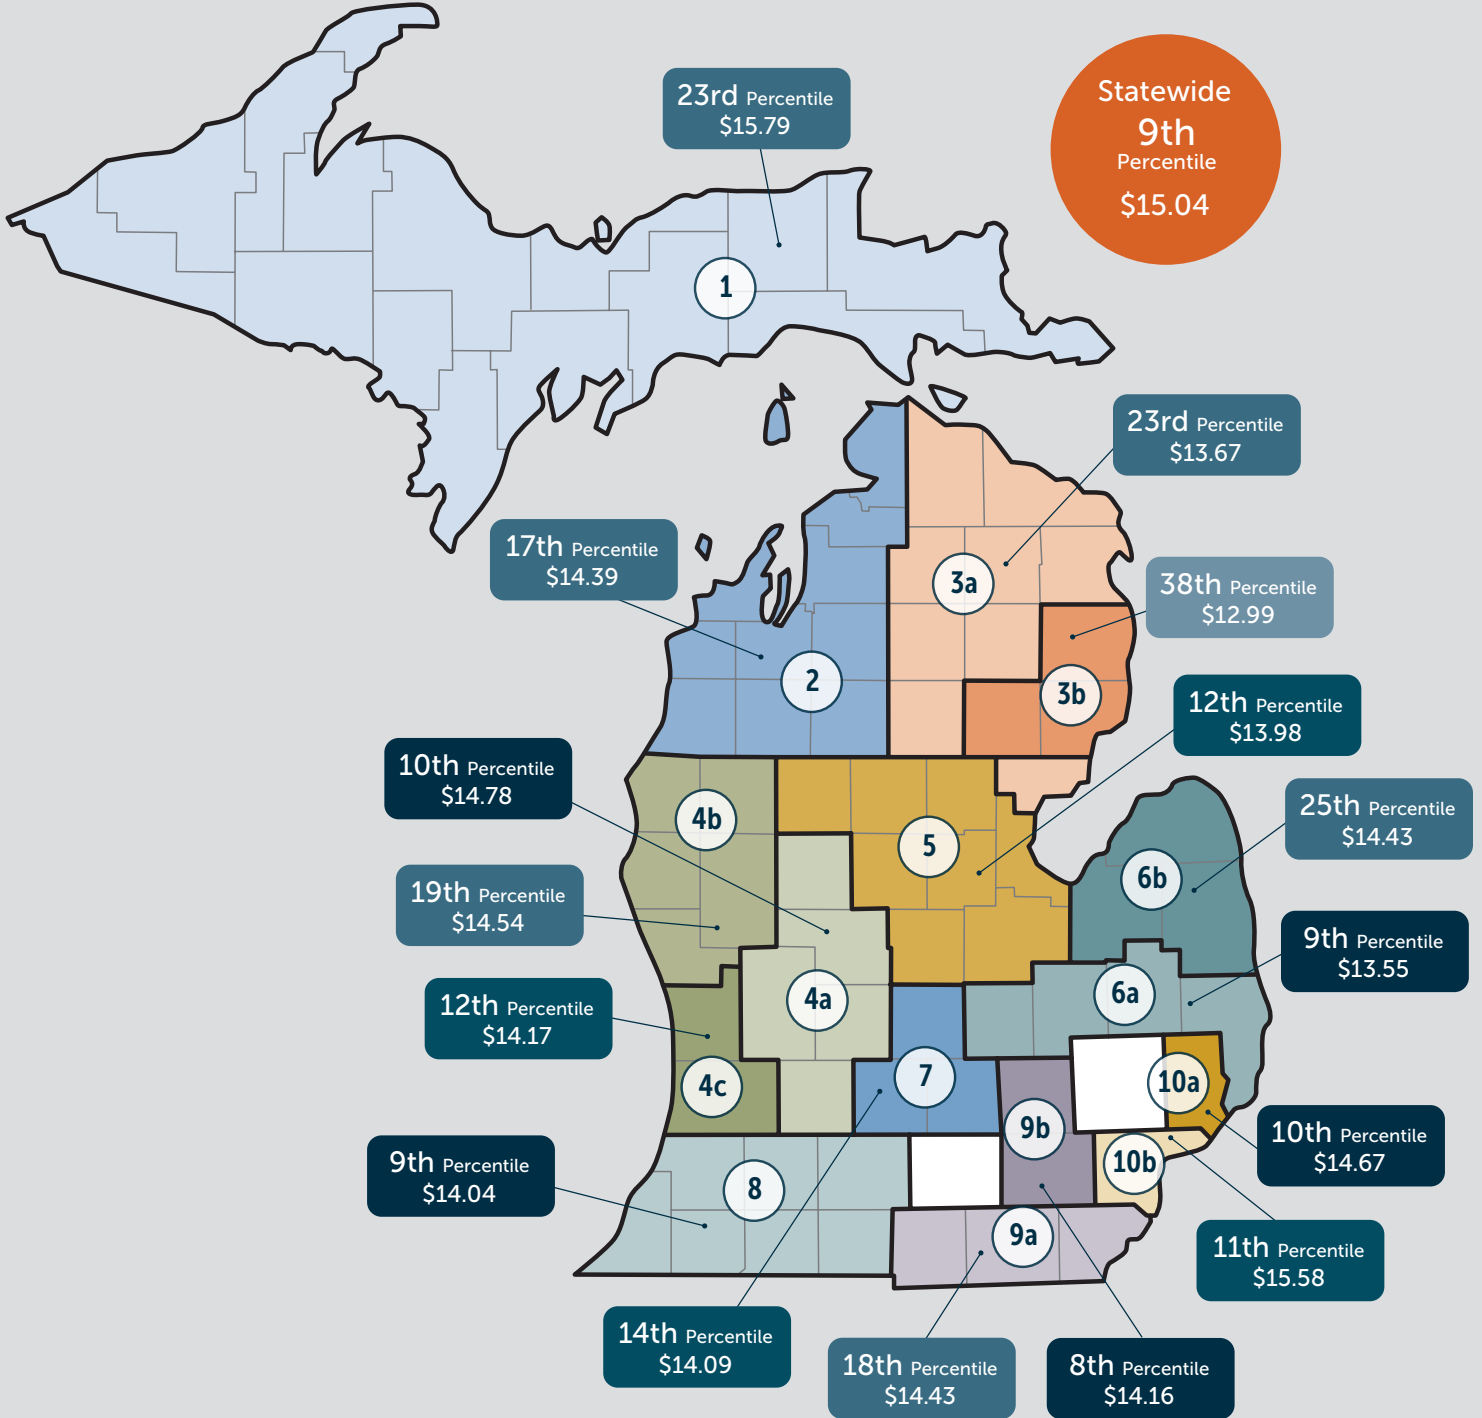 23rd Percentile
$15.79
Statewide
9th
Percentile
$15.04
1
23rd Percentile
$13.67
17th Percentile
$14.39
3a
38th Percentile
$12.99
2
3b
12th Percentile
$13.98
10th Percentile
$14.78
4b
5
25th Percentile
$14.43
6b
19th Percentile
$14.54
9th Percentile
$13.55
4a
6a
12th Percentile
$14.17
4c
7
10a
9b
10th Percentile
$14.67
9th Percentile
$14.04
8
10b
9a
11th Percentile
$15.58
14th Percentile
$14.09
18th Percentile
$14.43
8th Percentile
$14.16